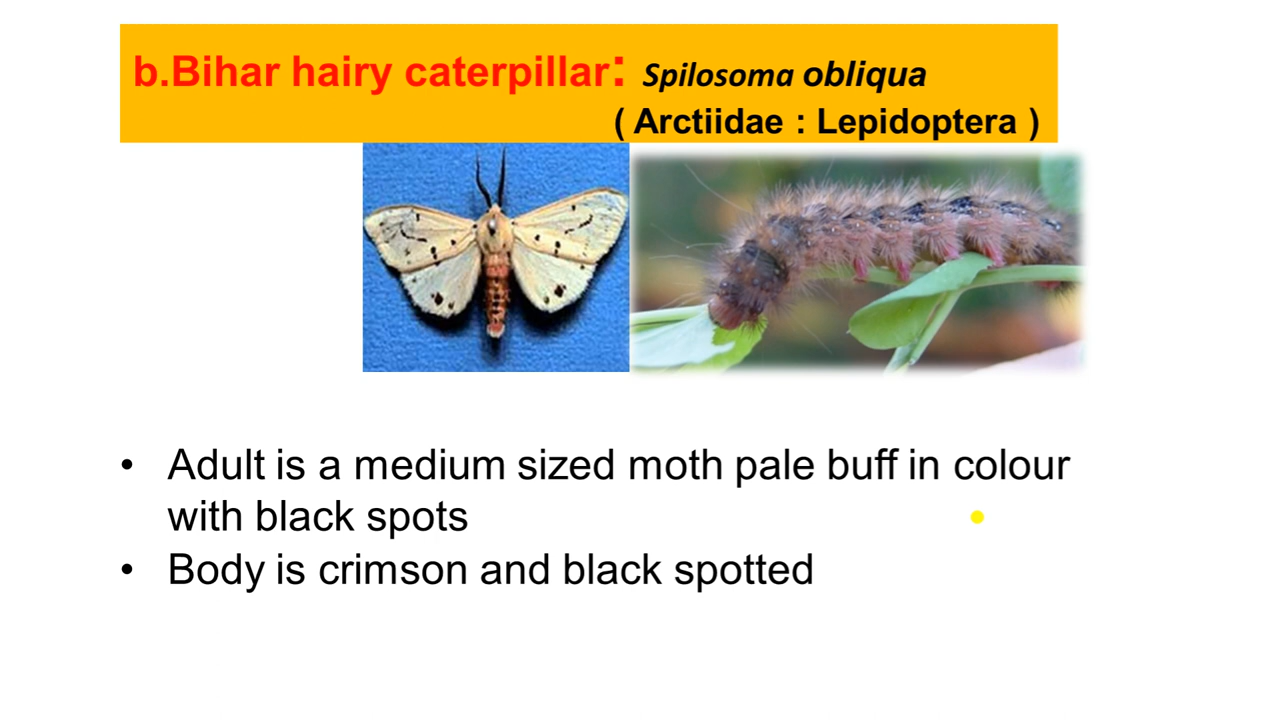 b.Bihar hairy caterpillar: Spilosoma obliqua
( Arctiidae : Lepidoptera )
• Adult is a medium sized moth pale buff in colour
with black spots
• Body is crimson and black spotted